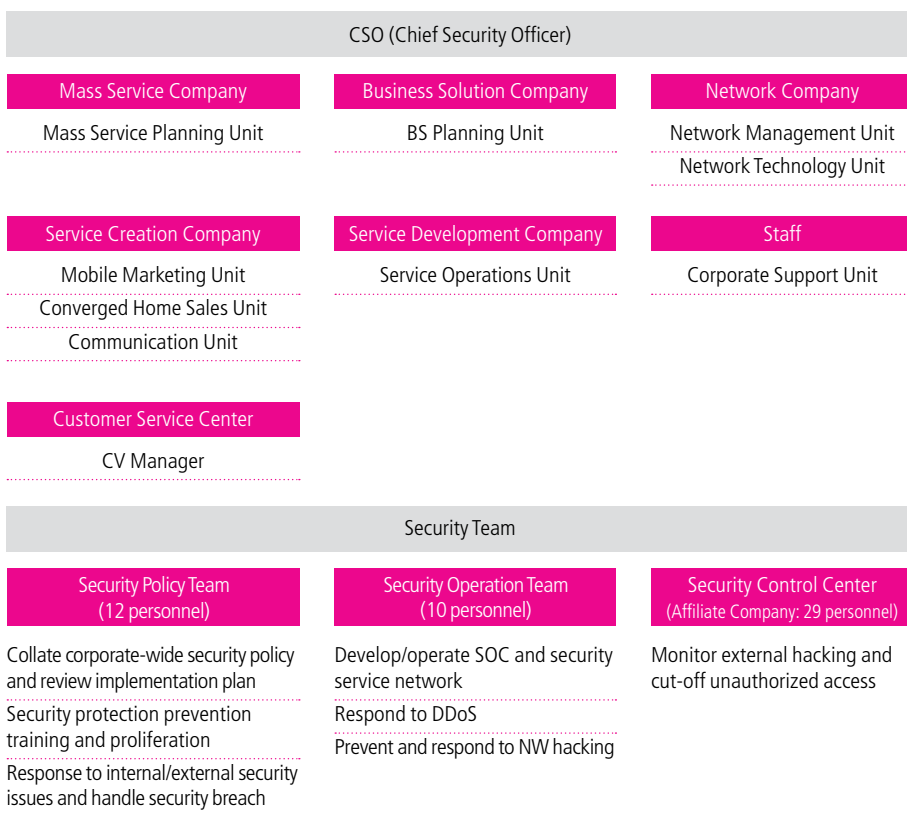 CSO (Chief Security Officer)
Mass Service Company
Mass Service Planning Unit
Business Solution Company
BS Planning Unit
Network Company
Network Management Unit
Network Technology Unit
Service Creation Company
Mobile Marketing Unit
Converged Home Sales Unit
Communication Unit
Service Development Company
Service Operations Unit
Staff
Corporate Support Unit
Customer Service Center
CV Manager
Security Team
Security Policy Team
(12 personnel)
Collate corporate-wide security policy
and review implementation plan
Security protection prevention
training and proliferation
Response to internal/external security
issues and handle security breach
Security Operation Team
(10 personnel)
Develop/operate SOC and security
service network
Respond to DDoS
Prevent and respond to NW hacking
Security Control Center
(Affiliate Company: 29 personnel)
Monitor external hacking and
cut-off unauthorized access